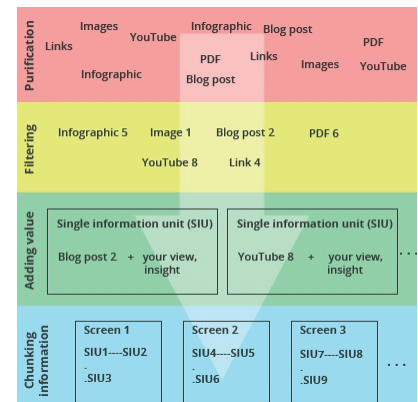 Purification
Images
Infographic
Blog post
YouTube
Links
PDF
PDF
Links
Images
YouTube
Infographic
Blog post
Filtering
Infographic 5
Image 1
Blog post 2
PDF 6
YouTube 8
Link 4
Adding value
Single information unit (SIU)
Blog post 2 + your view,
insight
Single information unit (SIU)
YouTube 8 + your view,
insight
. . .
Chunking
information
Screen 1
SIU1----SIU2
.
.SIU3
Screen 2
SIU4----SIU5
.
.SIU6
Screen 3
SIU7----SIU8
.
.SIU9
. . .